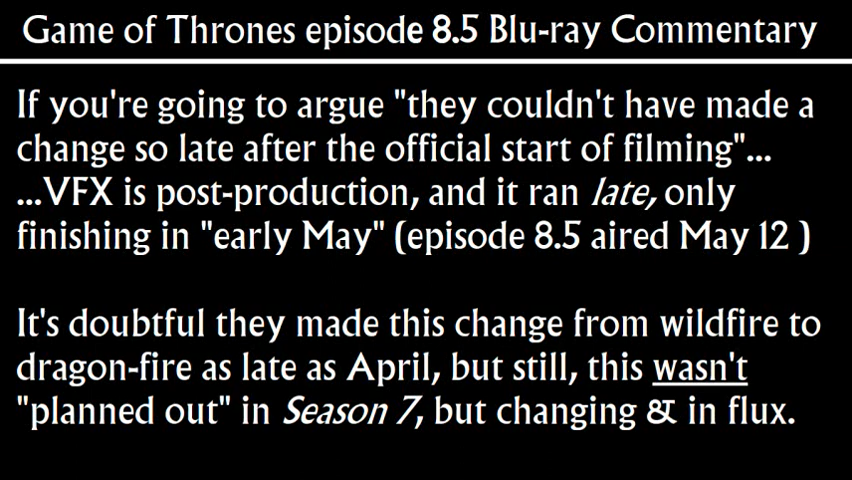 Game of Thrones episode 8.5 Blu-ray Commentary
If you're going to argue "they couldn't have made a
change so late after the official start of filming"...
...VFX is post-production, and it ran late, only
finishing in "early May" (episode 8.5 aired May 12 )
It's doubtful they made this change from wildfire to
dragon-fire as late as April, but still, this wasn't
"planned out" in Season 7, but changing & in flux.